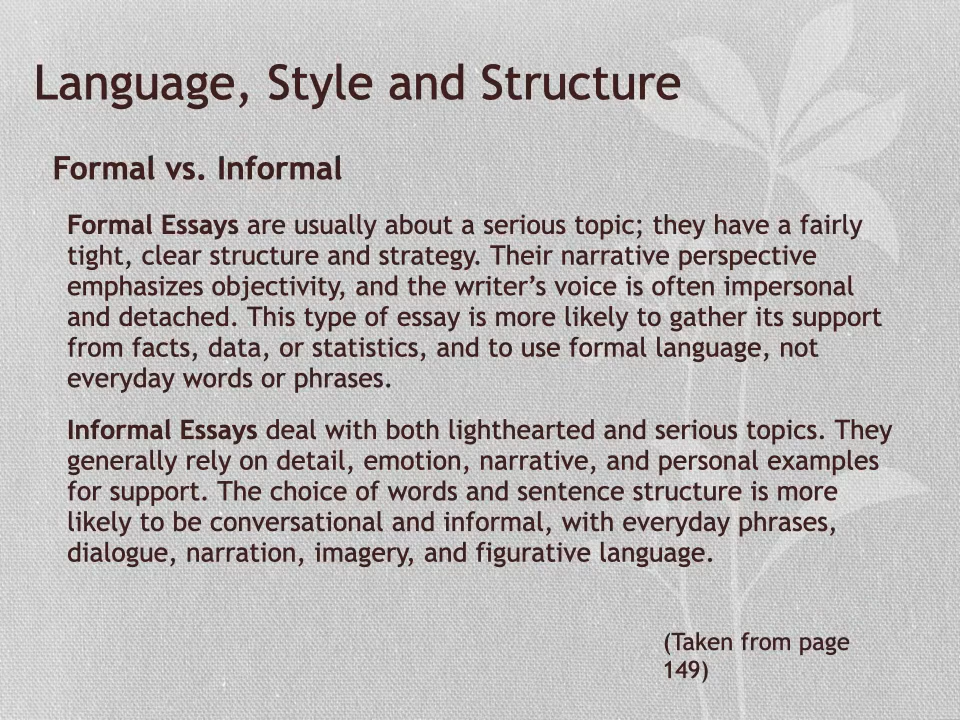 Language, Style and Structure
Formal vs. Informal
Formal Essays are usually about a serious topic; they have a fairly
tight, clear structure and strategy. Their narrative perspective
emphasizes objectivity, and the writer’s voice is often impersonal
and detached. This type of essay is more likely to gather its support
from facts, data, or statistics, and to use formal language, not
everyday words or phrases.
Informal Essays deal with both lighthearted and serious topics. They
generally rely on detail, emotion, narrative, and personal examples
for support. The choice of words and sentence structure is more
likely to be conversational and informal, with everyday phrases,
dialogue, narration, imagery, and figurative language.
(Taken from page
149)